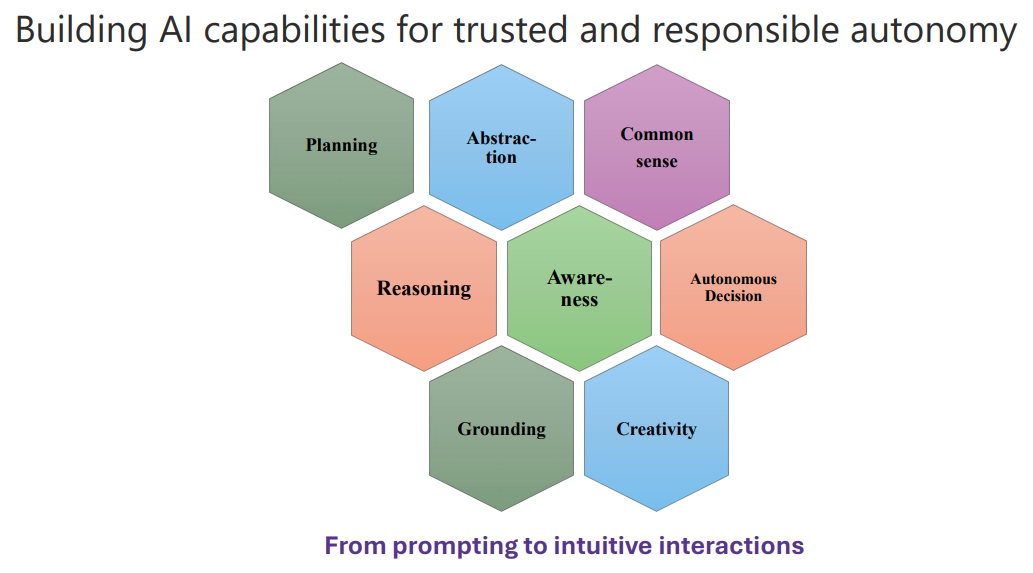 Building AI capabilities for trusted and responsible autonomy
Planning
Abstrac-
tion
Common
sense
Reasoning
Aware-
ness
Autonomous
Decision
Grounding
Creativity
From prompting to intuitive interactions